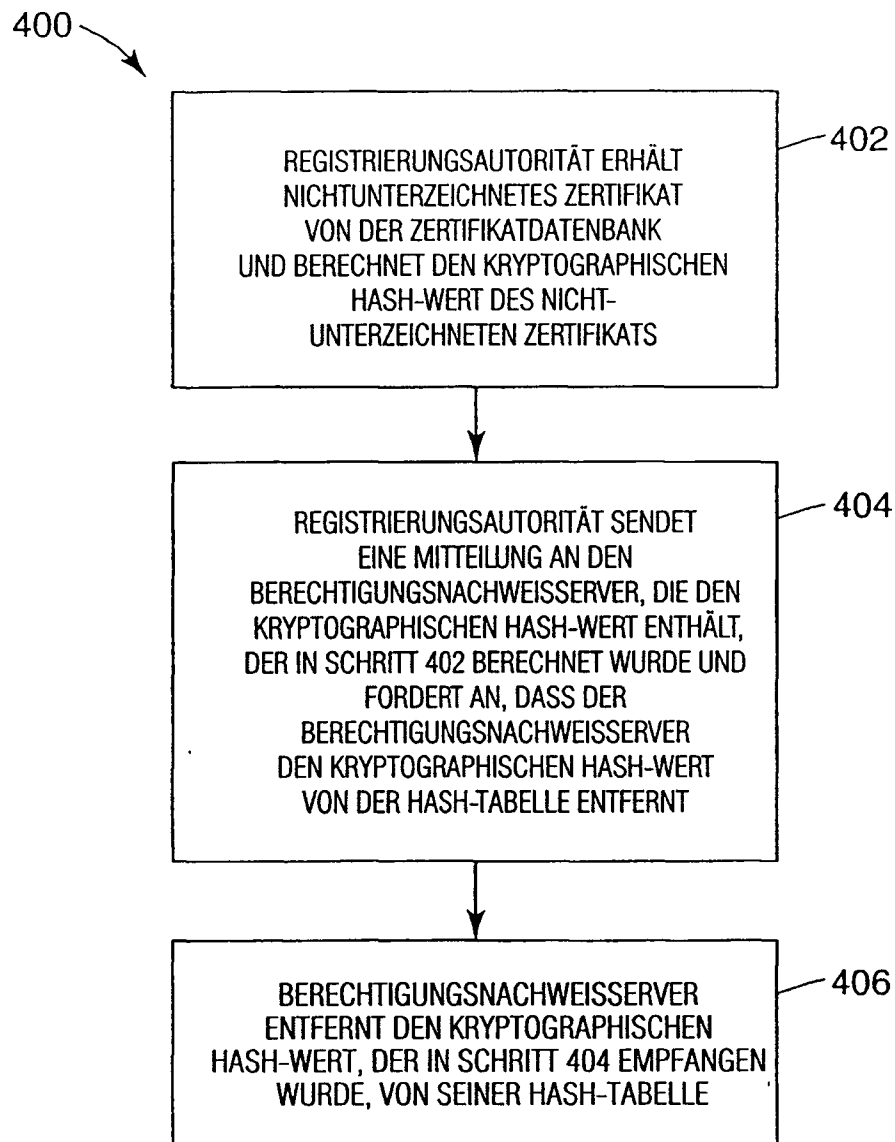 400
402
REGISTRIERUNGSAUTORITÄT ERHÄLT
NICHTUNTERZEICHNETES ZERTIFIKAT
VON DER ZERTIFIKATDATENBANK
UND BERECHNET DEN KRYPTOGRAPHISCHEN
HASH-WERT DES NICHT-
UNTERZEICHNETEN ZERTIFIKATS
404
REGISTRIERUNGSAUTORITÄT SENDET
EINE MITTEILUNG AN DEN
BERECHTIGUNGSNACHWEISSERVER, DIE DEN
KRYPTOGRAPHISCHEN HASH-WERT ENTHÄLT,
DER IN SCHRITT 402 BERECHNET WURDE UND
FORDERT AN, DASS DER
BERECHTIGUNGSNACHWEISSERVER
DEN KRYPTOGRAPHISCHEN HASH-WERT
VON DER HASH-TABELLE ENTFERNT
406
BERECHTIGUNGSNACHWEISSERVER
ENTFERNT DEN KRYPTOGRAPHISCHEN
HASH-WERT, DER IN SCHRITT 404 EMPFANGEN
WURDE, VON SEINER HASH-TABELLE